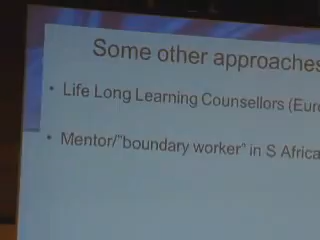 Some other approaches
• Life Long Learning Counsellors (Euro
• Mentor/"boundary worker" in S Africa